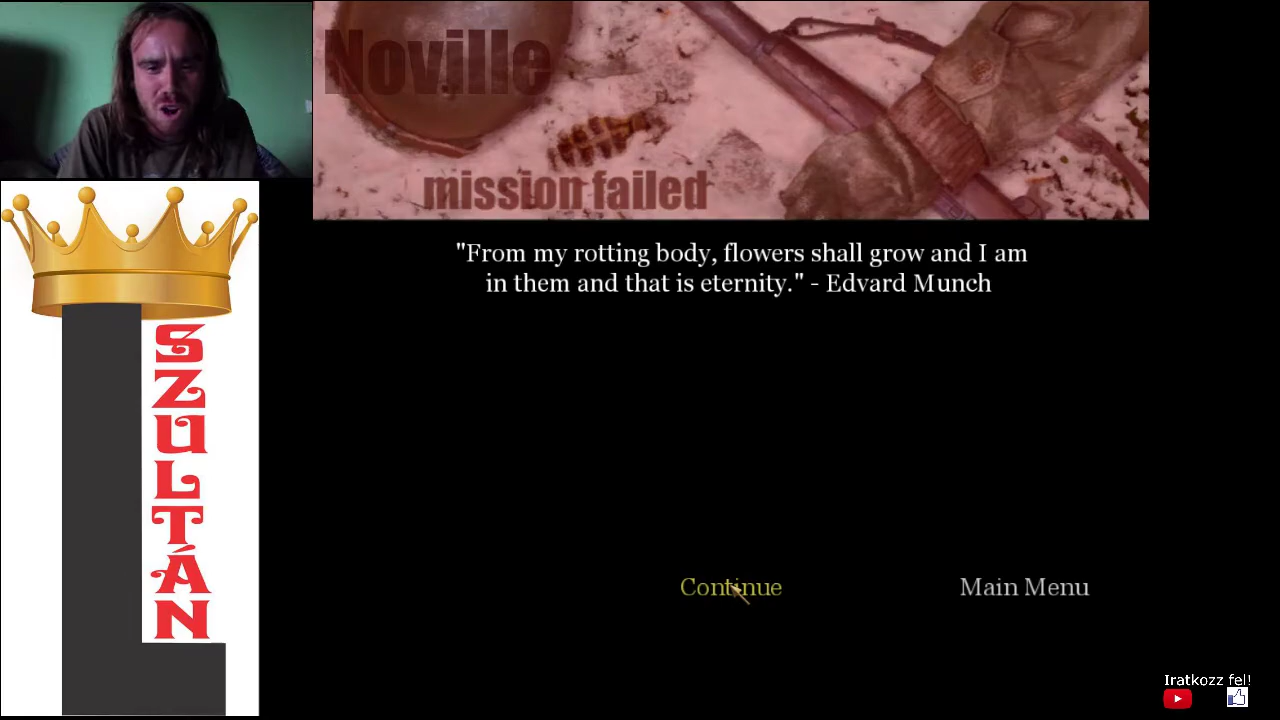 Noville
mission failed
"From my rotting body, flowers shall grow and I am
in them and that is eternity." - Edvard Munch
L
SZULTÁN
Continue
Main Menu
Iratkozz fel!